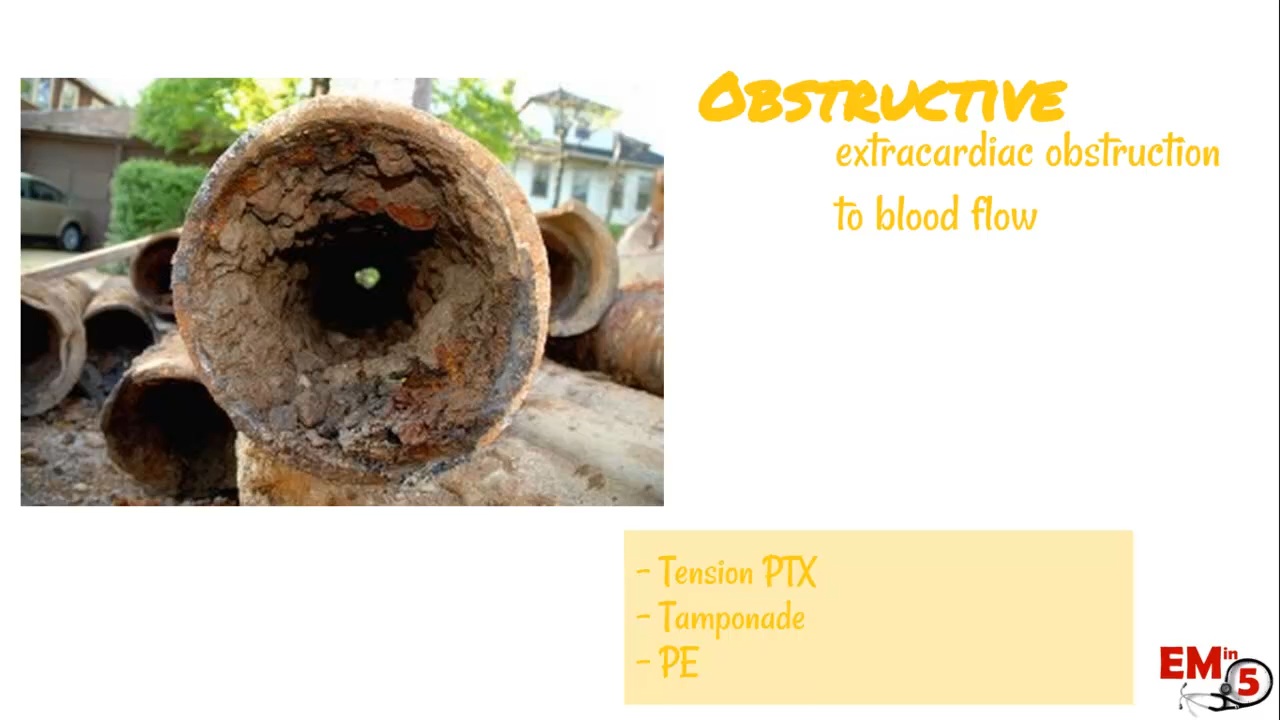 Obstructive
extracardiac obstruction
to blood flow
- Tension PTX
- Tamponade
- PE
EM in 5